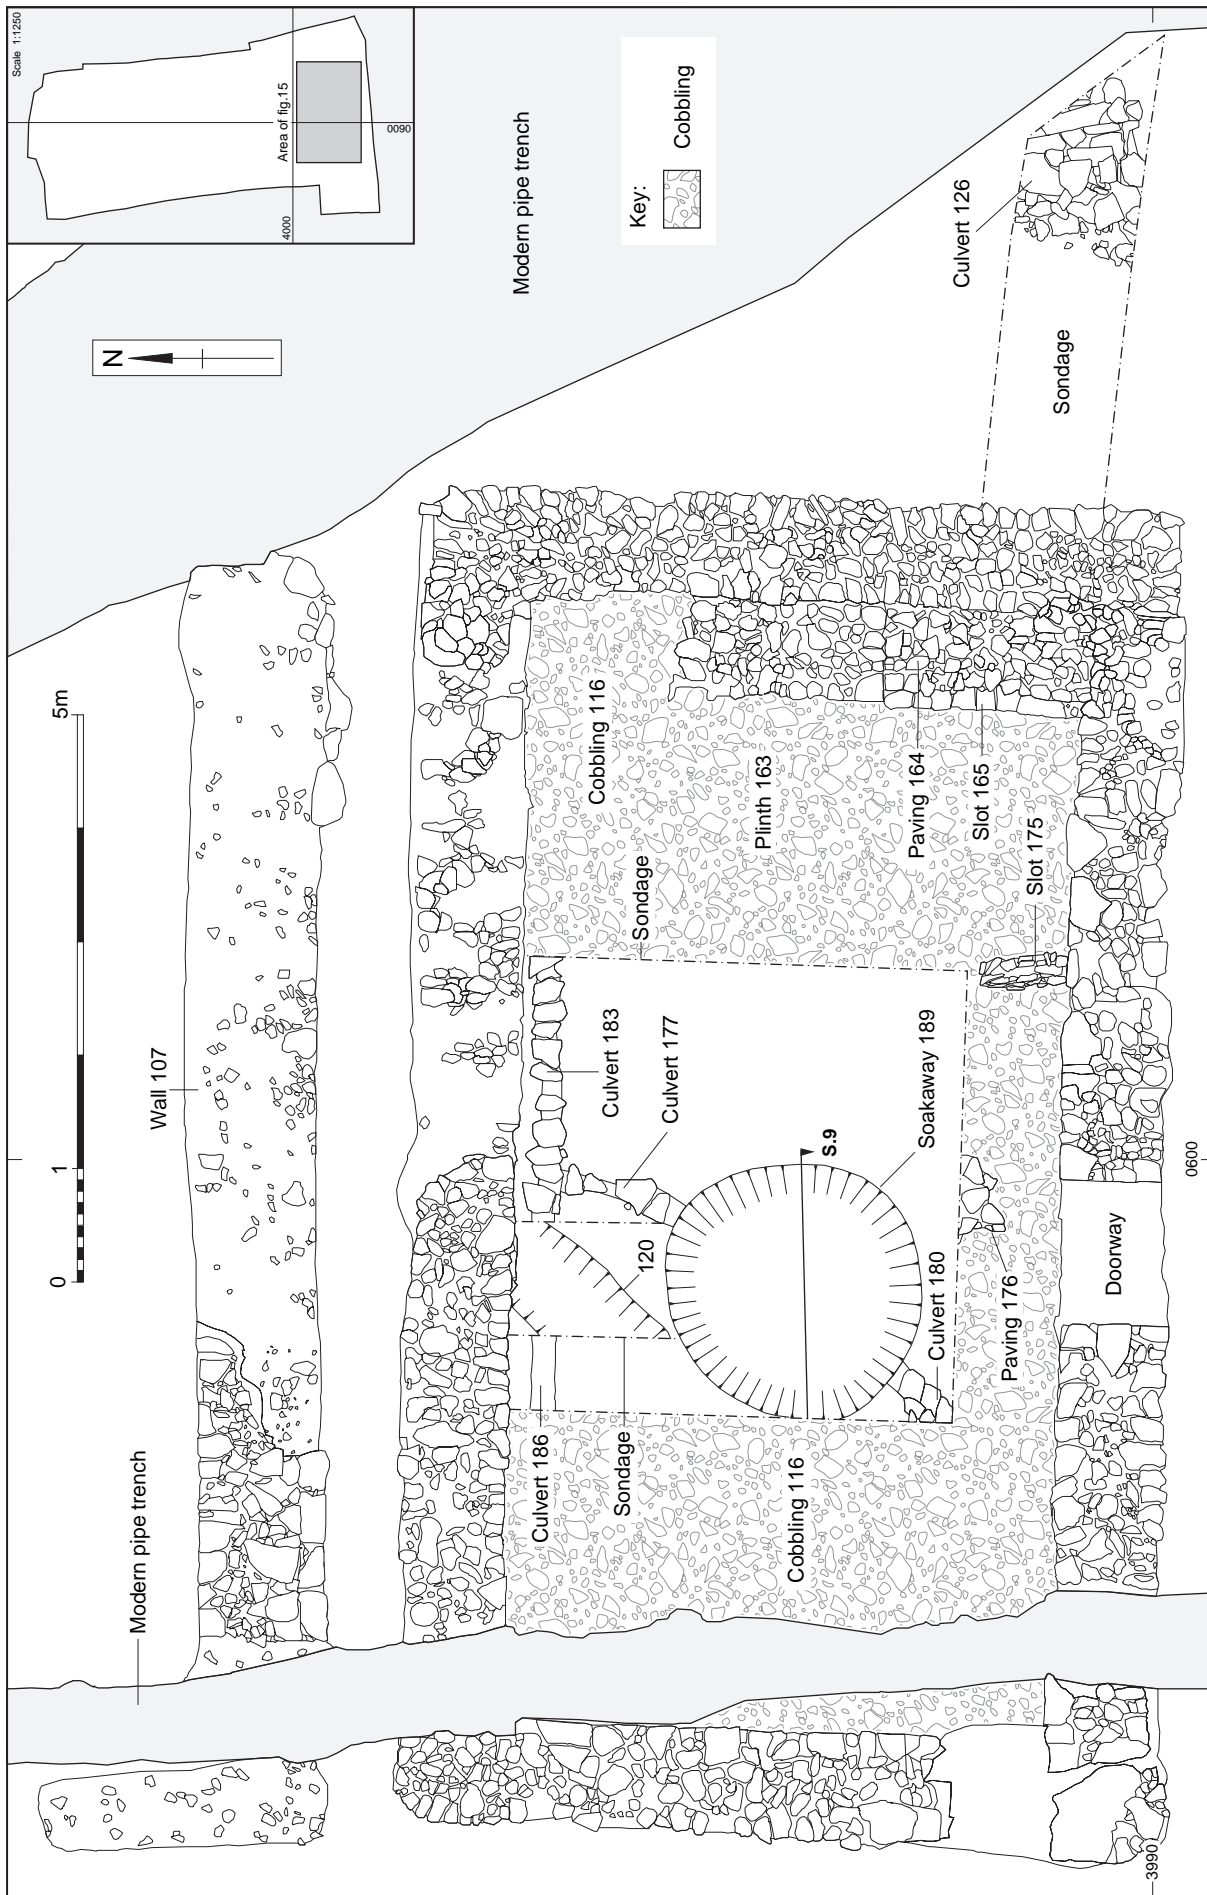 Scale 1:1250
Area of fig.15
4000
0090
Modern pipe trench
Key:
Cobbling
N
Culvert 126
Sondage
5m
1
0
Wall 107
Modern pipe trench
Cobbling 116
Plinth 163
Paving 164
Slot 165
Sondage
Slot 175
Culvert 183
Culvert 177
Soakaway 189
S.9
120
Culvert 180
Paving 176
Doorway
0600
Culvert 186
Sondage
Cobbling 116
3990